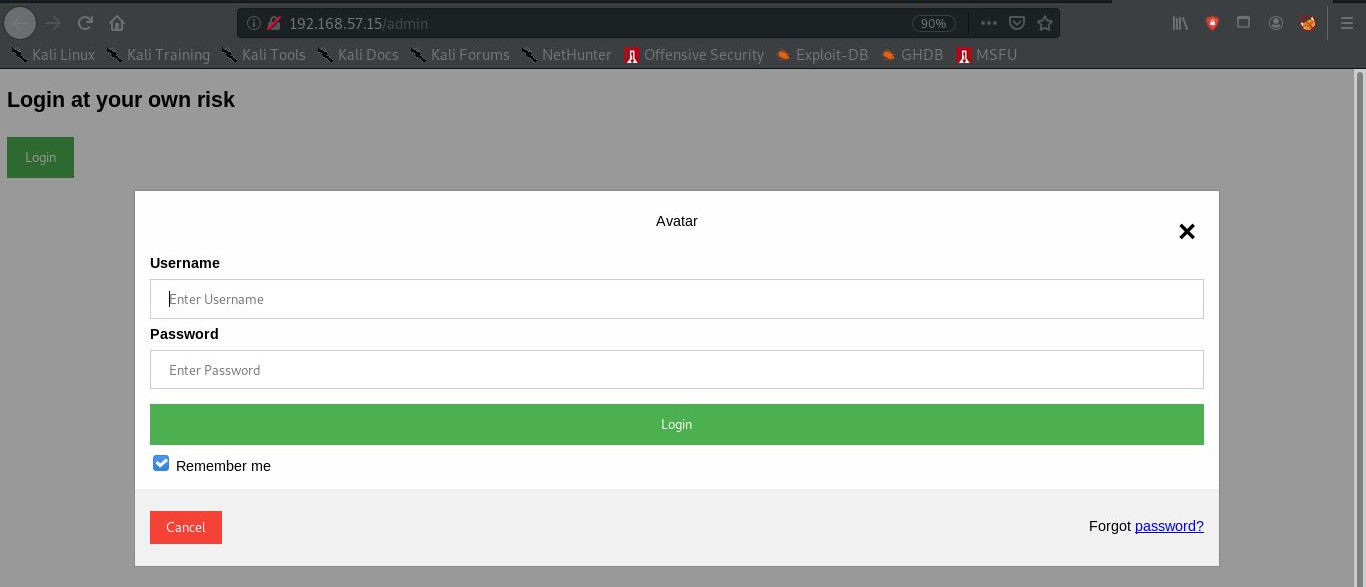 192.168.57.15/admin 90%
Kali Linux Kali Training Kali Tools Kali Docs Kali Forums NetHunter Offensive Security Exploit-DB GHDB MSFU
Login at your own risk
Login
Avatar
Username
Enter Username
Password
Enter Password
Login
Remember me
Cancel Forgot password?